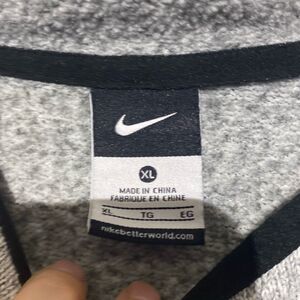 XL
MADE IN CHINA
FABRIQUE EN CHINE
XL TG EG
nikebetterworld.com